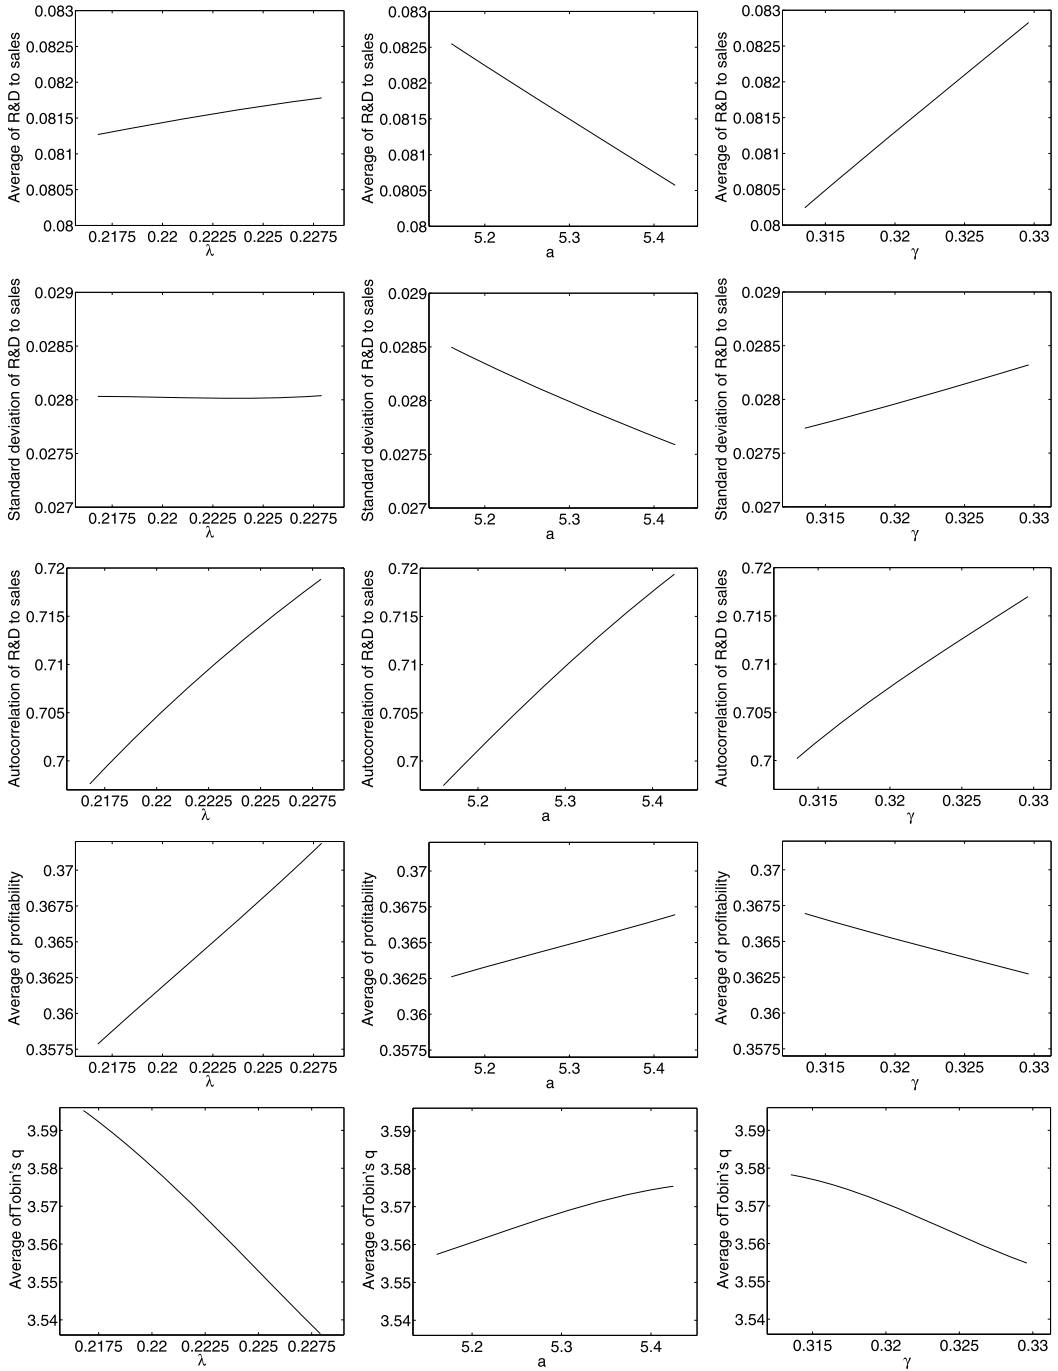 Average of R&D to sales
0.083
0.0825
0.082
0.0815
0.081
0.0805
0.08
0.2175 0.22 0.2225 0.225 0.2275
λ
Average of R&D to sales
0.083
0.0825
0.082
0.0815
0.081
0.0805
0.08
5.2 5.3 5.4
a
Average of R&D to sales
0.083
0.0825
0.082
0.0815
0.081
0.0805
0.08
0.315 0.32 0.325 0.33
γ
Standard deviation of R&D to sales
0.029
0.0285
0.028
0.0275
0.027
0.2175 0.22 0.2225 0.225 0.2275
λ
Standard deviation of R&D to sales
0.029
0.0285
0.028
0.0275
0.027
5.2 5.3 5.4
a
Standard deviation of R&D to sales
0.029
0.0285
0.028
0.0275
0.027
0.315 0.32 0.325 0.33
γ
Autocorrelation of R&D to sales
0.72
0.715
0.71
0.705
0.7
0.2175 0.22 0.2225 0.225 0.2275
λ
Autocorrelation of R&D to sales
0.72
0.715
0.71
0.705
0.7
5.2 5.3 5.4
a
Autocorrelation of R&D to sales
0.72
0.715
0.71
0.705
0.7
0.315 0.32 0.325 0.33
γ
Average of profitability
0.37
0.3675
0.365
0.3625
0.36
0.3575
0.2175 0.22 0.2225 0.225 0.2275
λ
Average of profitability
0.37
0.3675
0.365
0.3625
0.36
0.3575
5.2 5.3 5.4
a
Average of profitability
0.37
0.3675
0.365
0.3625
0.36
0.3575
0.315 0.32 0.325 0.33
γ
Average ofTobin's q
3.59
3.58
3.57
3.56
3.55
3.54
0.2175 0.22 0.2225 0.225 0.2275
λ
Average ofTobin's q
3.59
3.58
3.57
3.56
3.55
3.54
5.2 5.3 5.4
a
Average ofTobin's q
3.59
3.58
3.57
3.56
3.55
3.54
0.315 0.32 0.325 0.33
γ